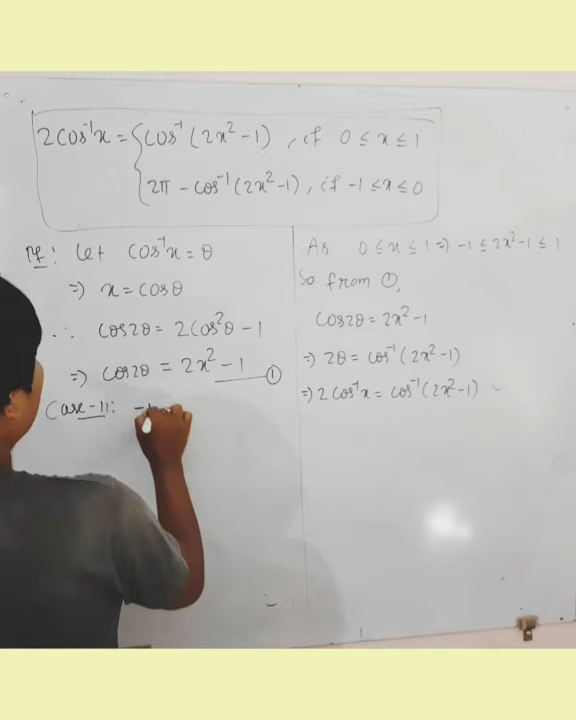 2cos⁻¹x = { cos⁻¹(2x² - 1) , if 0 ≤ x ≤ 1
2π - cos⁻¹(2x² - 1) , if -1 ≤ x ≤ 0
Pf: Let cos⁻¹x = θ
=) x = cosθ
∴ cos2θ = 2cos²θ - 1
=) cos2θ = 2x² - 1 ——— ①
Case-II: -1
As 0 ≤ x ≤ 1 =) -1 ≤ 2x² - 1 ≤ 1
So from ①,
cos2θ = 2x² - 1
=) 2θ = cos⁻¹(2x² - 1)
=) 2cos⁻¹x = cos⁻¹(2x² - 1)